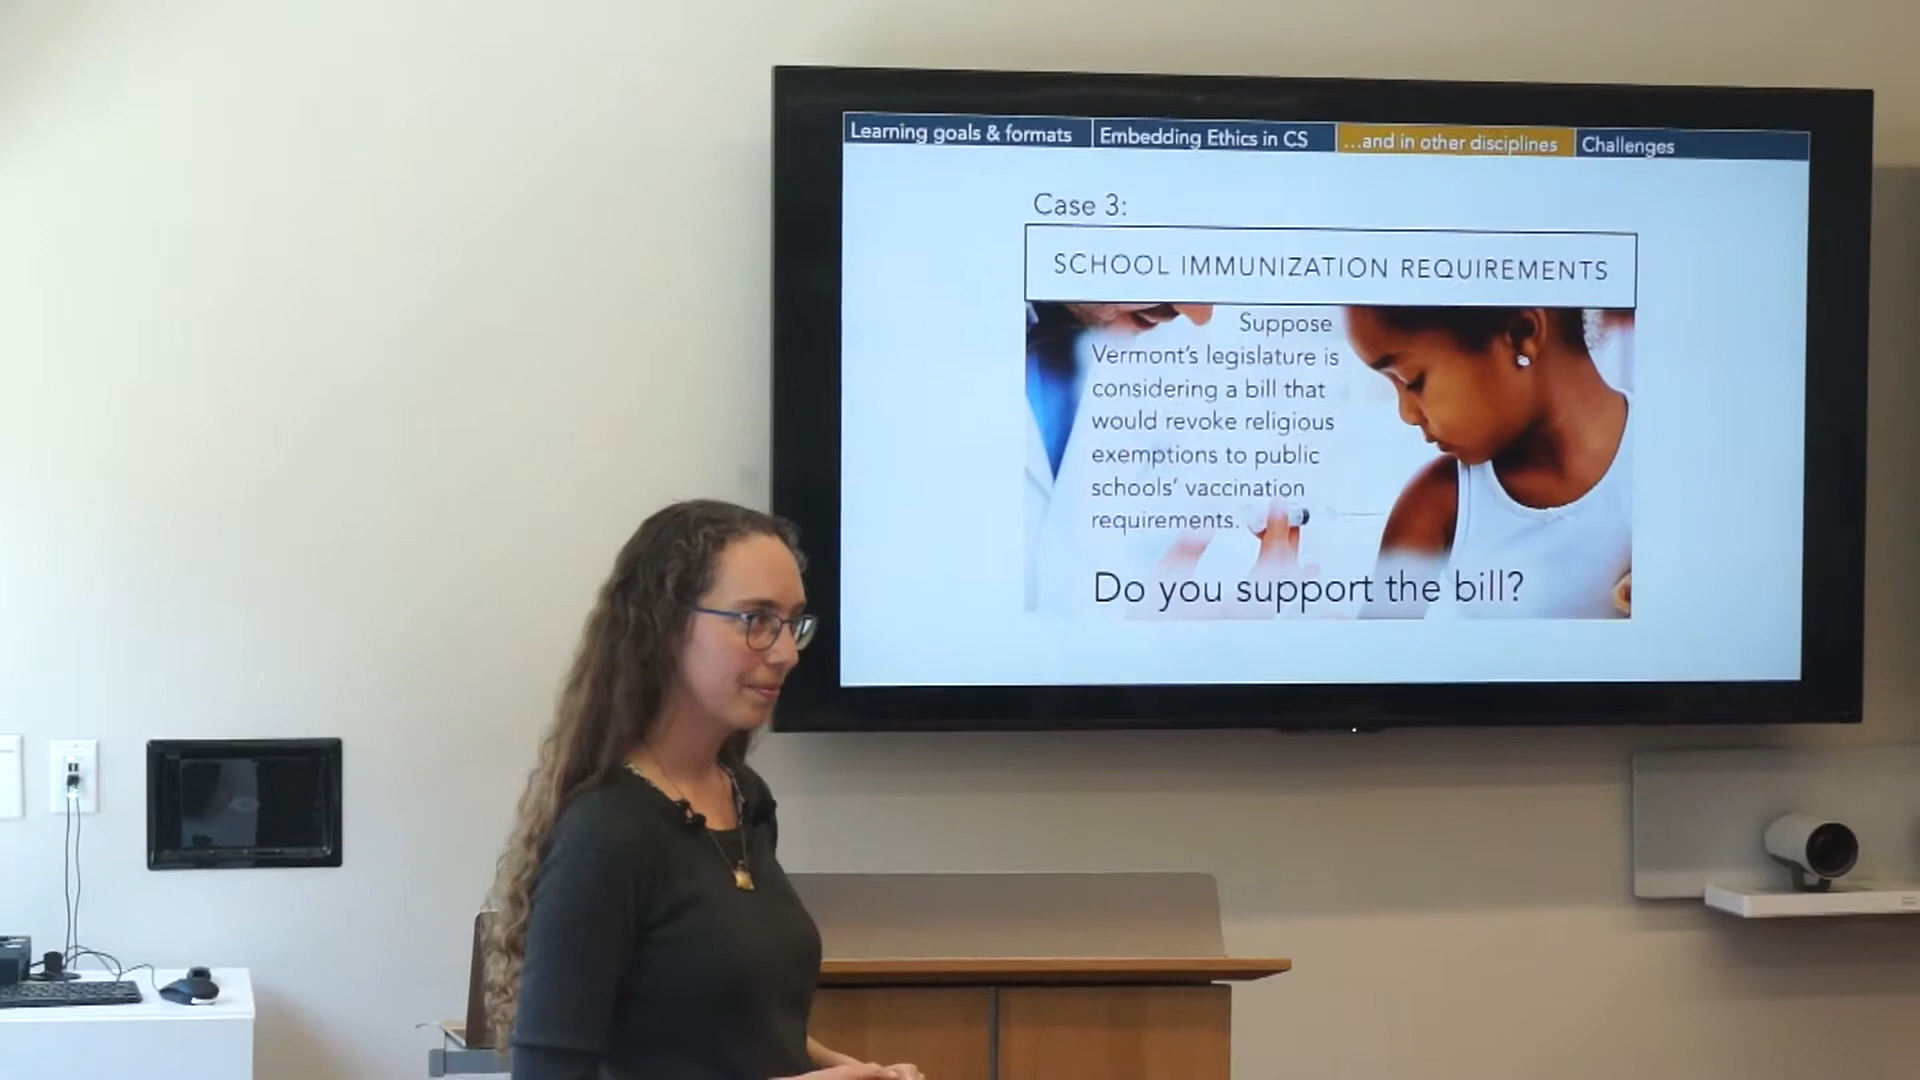 Learning goals & formats
Embedding Ethics in CS
...and in other disciplines
Challenges
Case 3:
SCHOOL IMMUNIZATION REQUIREMENTS
Suppose
Vermont's legislature is
considering a bill that
would revoke religious
exemptions to public
schools' vaccination
requirements.
Do you support the bill?